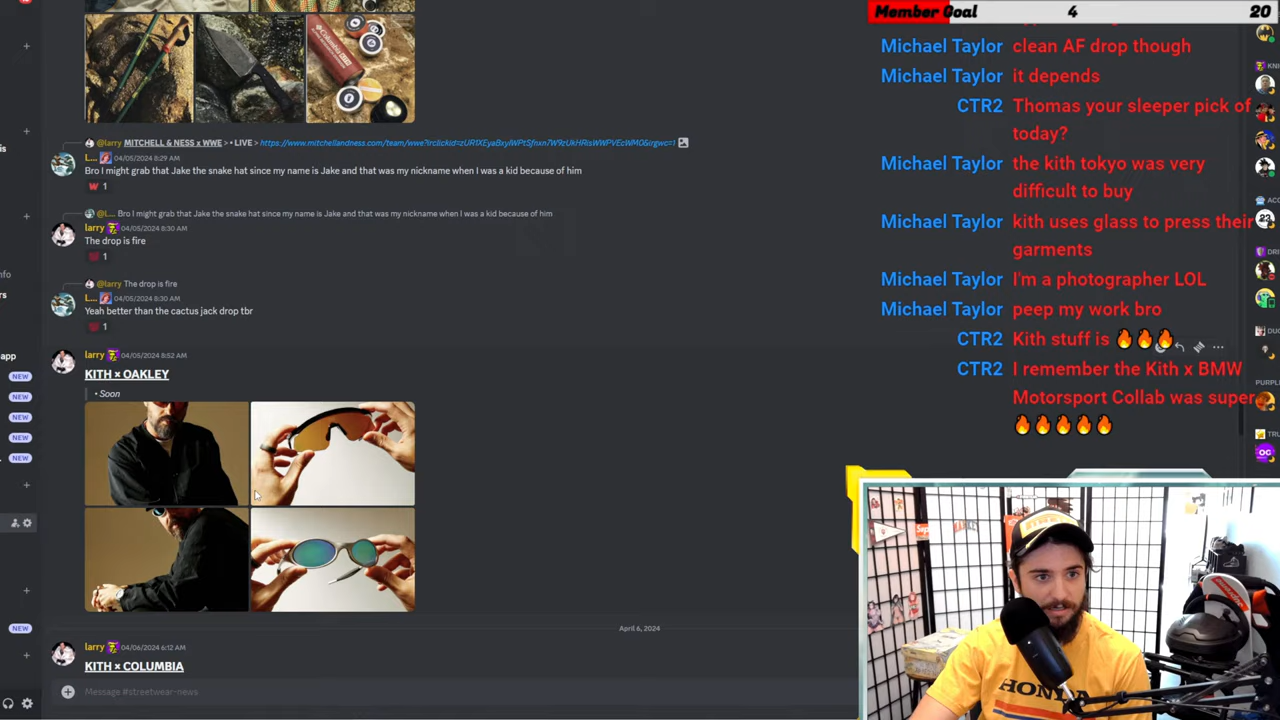 Member Goal 4 20
@larry MITCHELL & NESS x WWE > • LIVE >
L... 04/05/2024 8:29 AM
Bro I might grab that Jake the snake hat since my name is Jake and that was my nickname when I was a kid because of him
1
@L... Bro I might grab that Jake the snake hat since my name is Jake and that was my nickname when I was a kid because of him
larry 04/05/2024 8:30 AM
The drop is fire
1
@larry The drop is fire
L... 04/05/2024 8:30 AM
Yeah better than the cactus jack drop tbr
1
larry 04/05/2024 8:52 AM
KITH × OAKLEY
• Soon
April 6, 2024
larry 04/06/2024 6:12 AM
KITH × COLUMBIA
Message #streetwear-news
app
NEW
NEW
NEW
NEW
NEW
NEW
Michael Taylor clean AF drop though
Michael Taylor it depends
CTR2 Thomas your sleeper pick of
today?
Michael Taylor the kith tokyo was very
difficult to buy
Michael Taylor kith uses glass to press their
garments
Michael Taylor I'm a photographer LOL
Michael Taylor peep my work bro
CTR2 Kith stuff is 🔥🔥🔥
CTR2 I remember the Kith x BMW
Motorsport Collab was super
🔥🔥🔥🔥🔥
Columbia
HONDA